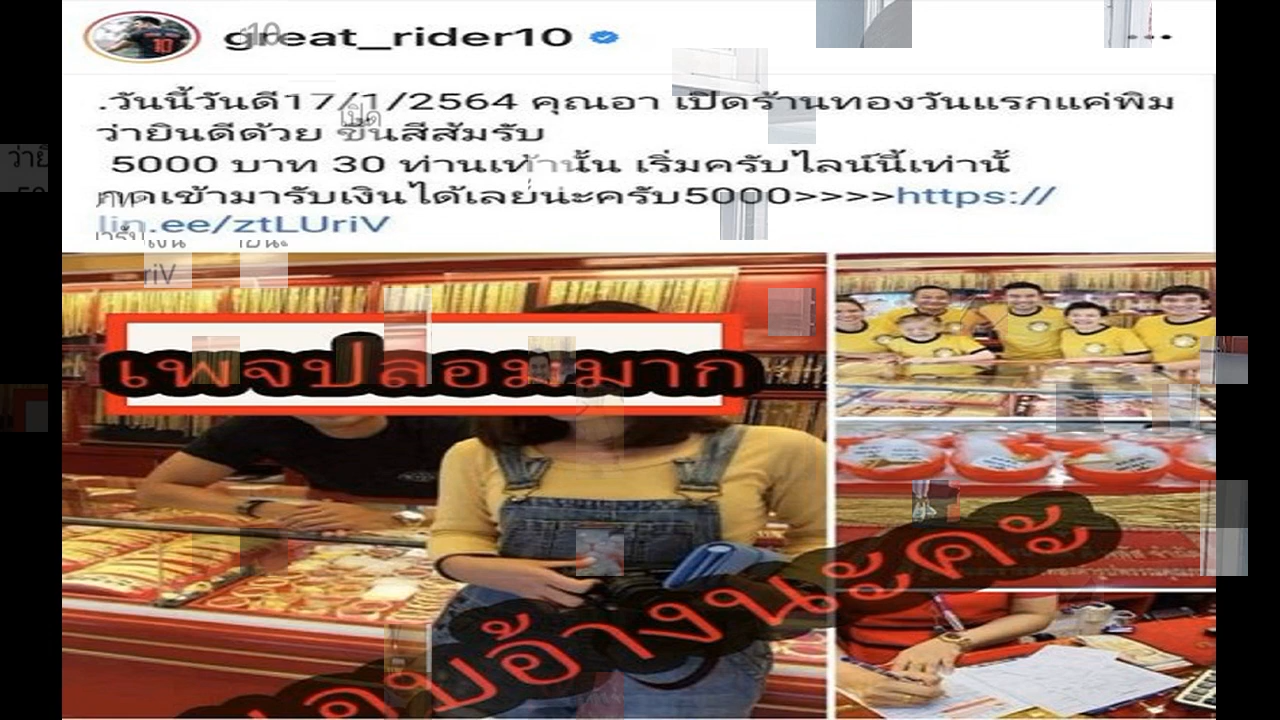 great_rider10
.วันนี้วันดี17/1/2564 คุณอา เปิดร้านทองวันแรกแค่พิม
ว่ายินดีด้วย ขึ้นสีส้มรับ
5000 บาท 30 ท่านเท่านั้น เริ่มครับไลน์นี้เท่านี้
กดเข้ามารับเงินได้เลยน่ะครับ5000>>>>https://
lin.ee/ztLUriV
เพจปลอมมาก
อ้างนะคะ